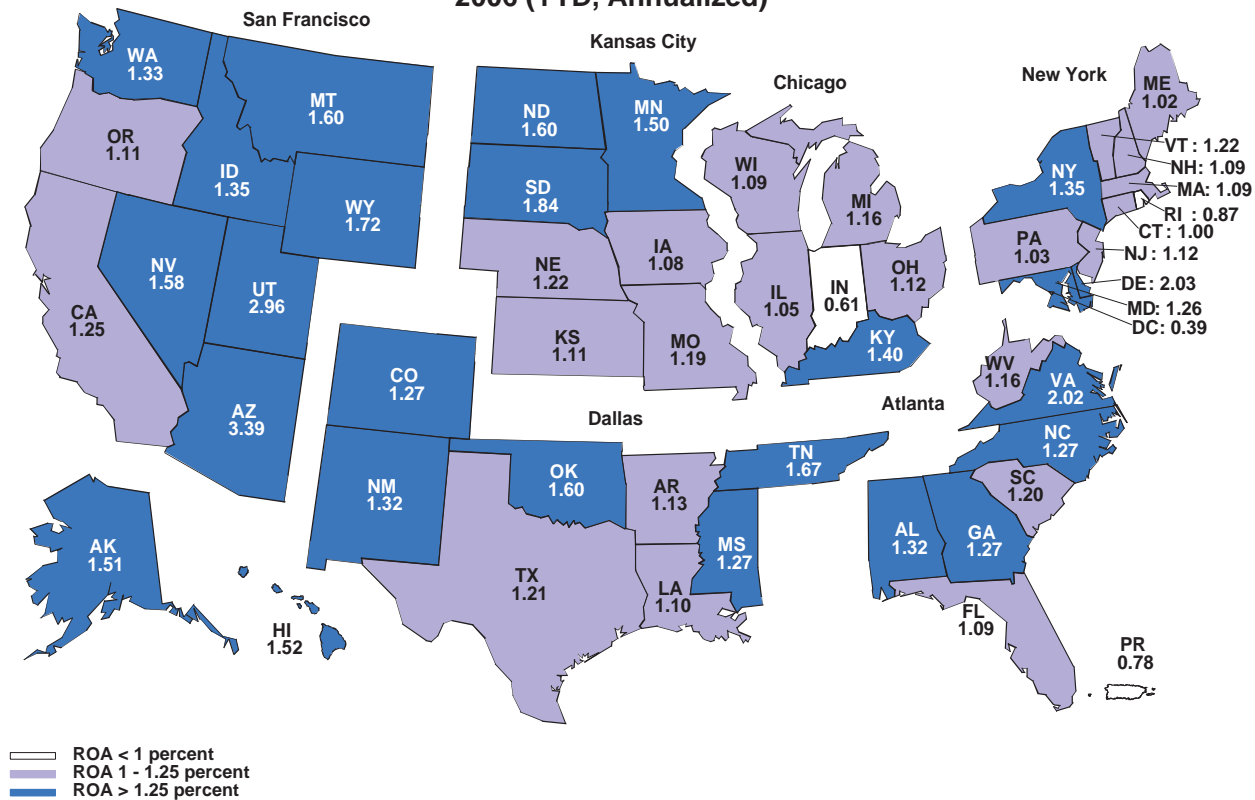 2006 (YTD, Annualized)
San Francisco
Kansas City
Chicago
New York
Dallas
Atlanta
WA
1.33
OR
1.11
CA
1.25
NV
1.58
ID
1.35
MT
1.60
WY
1.72
UT
2.96
AZ
3.39
AK
1.51
HI
1.52
ND
1.60
SD
1.84
NE
1.22
KS
1.11
MN
1.50
IA
1.08
MO
1.19
CO
1.27
NM
1.32
OK
1.60
TX
1.21
AR
1.13
LA
1.10
MS
1.27
TN
1.67
WI
1.09
MI
1.16
IL
1.05
IN
0.61
OH
1.12
KY
1.40
ME
1.02
NY
1.35
PA
1.03
VT : 1.22
NH: 1.09
MA: 1.09
RI : 0.87
CT: 1.00
NJ: 1.12
DE: 2.03
MD: 1.26
DC: 0.39
WV
1.16
VA
2.02
NC
1.27
SC
1.20
AL
1.32
GA
1.27
FL
1.09
PR
0.78
ROA < 1 percent
ROA 1 - 1.25 percent
ROA > 1.25 percent